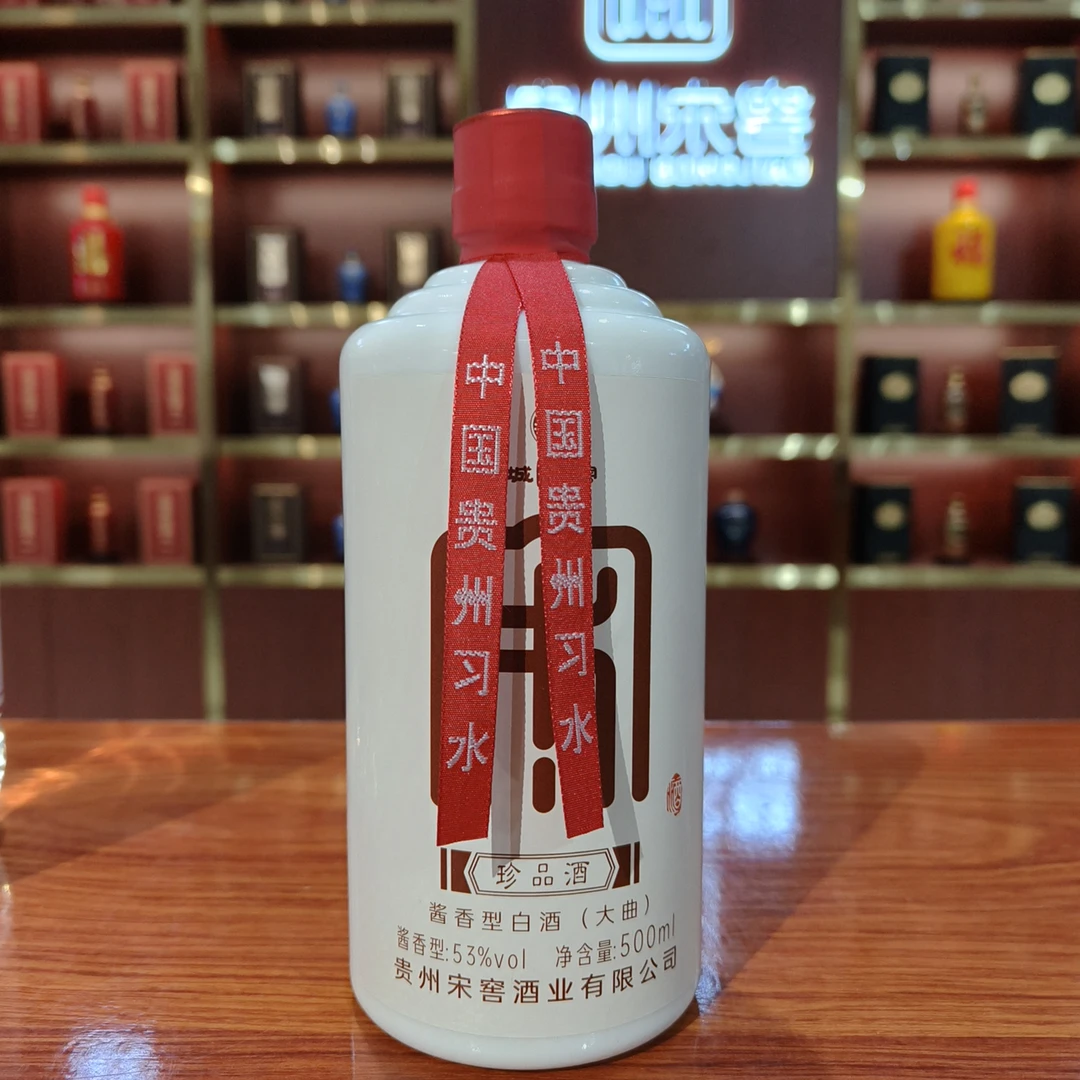 州宋窖
中国贵州习水
中国贵州习水
城
珍品酒
酱香型白酒（大曲）
酱香型:53%vol 净含量:500ml
贵州宋窖酒业有限公司